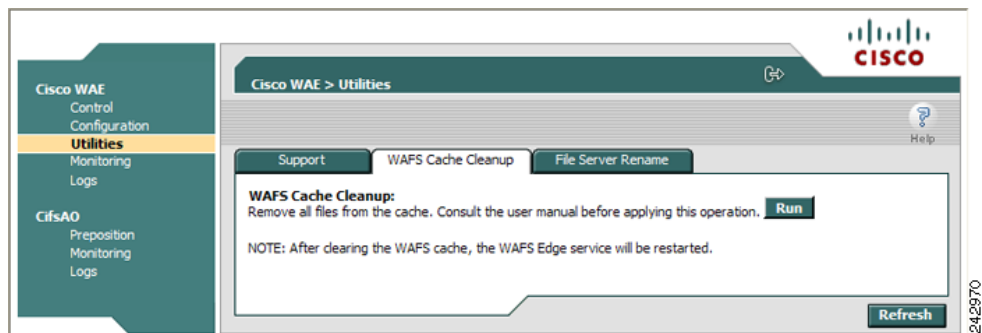 CISCO
Cisco WAE > Utilities
Cisco WAE
Control
Configuration
Utilities
Monitoring
Logs
CifsAO
Preposition
Monitoring
Logs
Help
Support
WAFS Cache Cleanup
File Server Rename
WAFS Cache Cleanup:
Remove all files from the cache. Consult the user manual before applying this operation. Run
NOTE: After clearing the WAFS cache, the WAFS Edge service will be restarted.
Refresh
242970